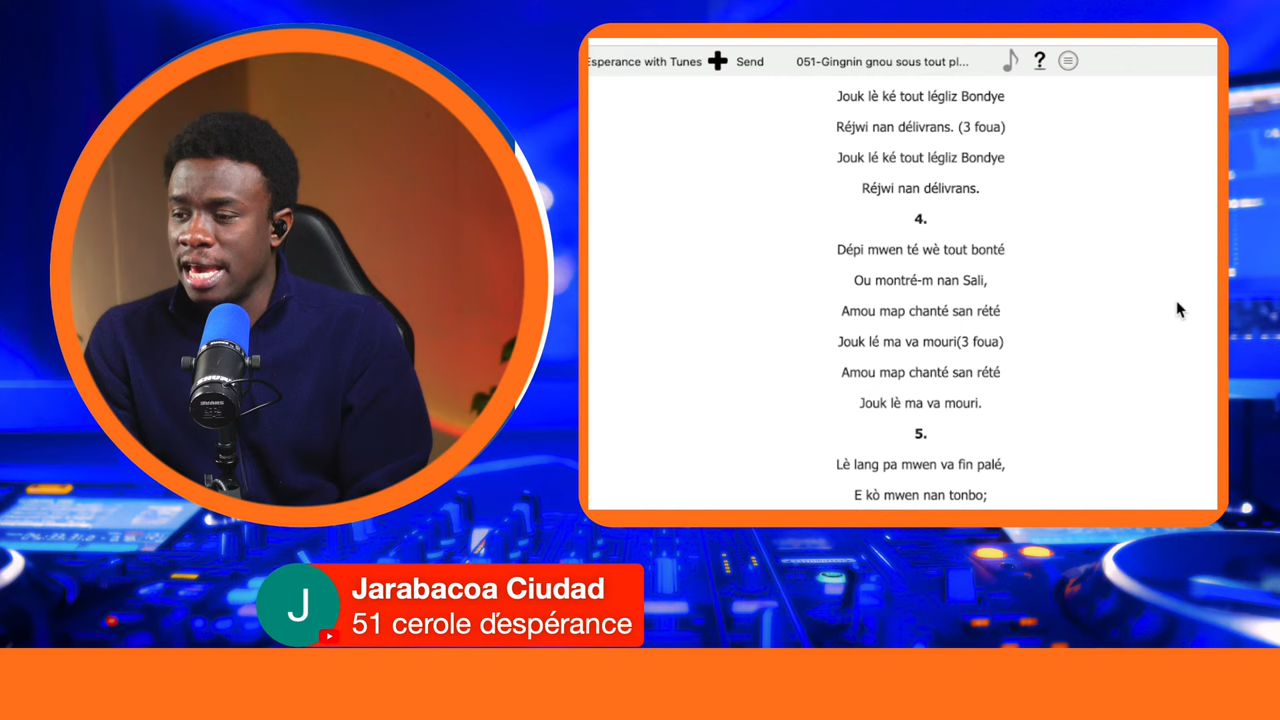 Esperance with Tunes
Send
051-Gingnin gnou sous tout pl...
?
Jouk lè ké tout légliz Bondye
Réjwi nan délivrans. (3 foua)
Jouk lé ké tout légliz Bondye
Réjwi nan délivrans.
4.
Dépi mwen té wè tout bonté
Ou montré-m nan Sali,
Amou map chanté san rété
Jouk lé ma va mouri(3 foua)
Amou map chanté san rété
Jouk lè ma va mouri.
5.
Lè lang pa mwen va fin palé,
E kò mwen nan tonbo;
SHURE
J
Jarabacoa Ciudad
51 cerole d'espérance